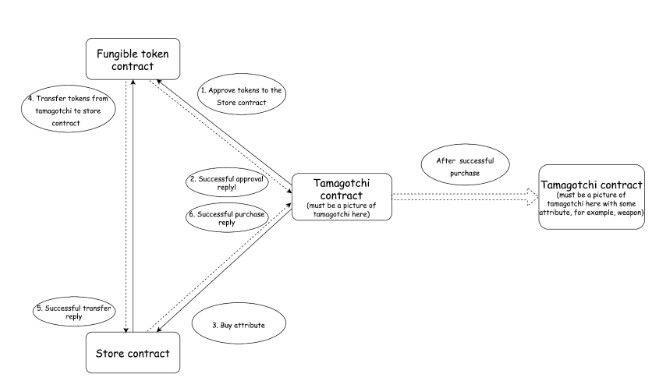 Fungible token
contract
4. Transfer tokens from
tamagotchi to store
contract
1. Approve tokens to the
Store contract
2. Successful approval
reply!
6. Successful purchase
reply
Tamagotchi
contract
(must be a picture of
tamagotchi here)
After successful
purchase
Tamagotchi contract
(must be a picture of
tamagotchi here with some
attribute, for example, weapon)
5. Successful transfer
reply
3. Buy attribute
Store contract